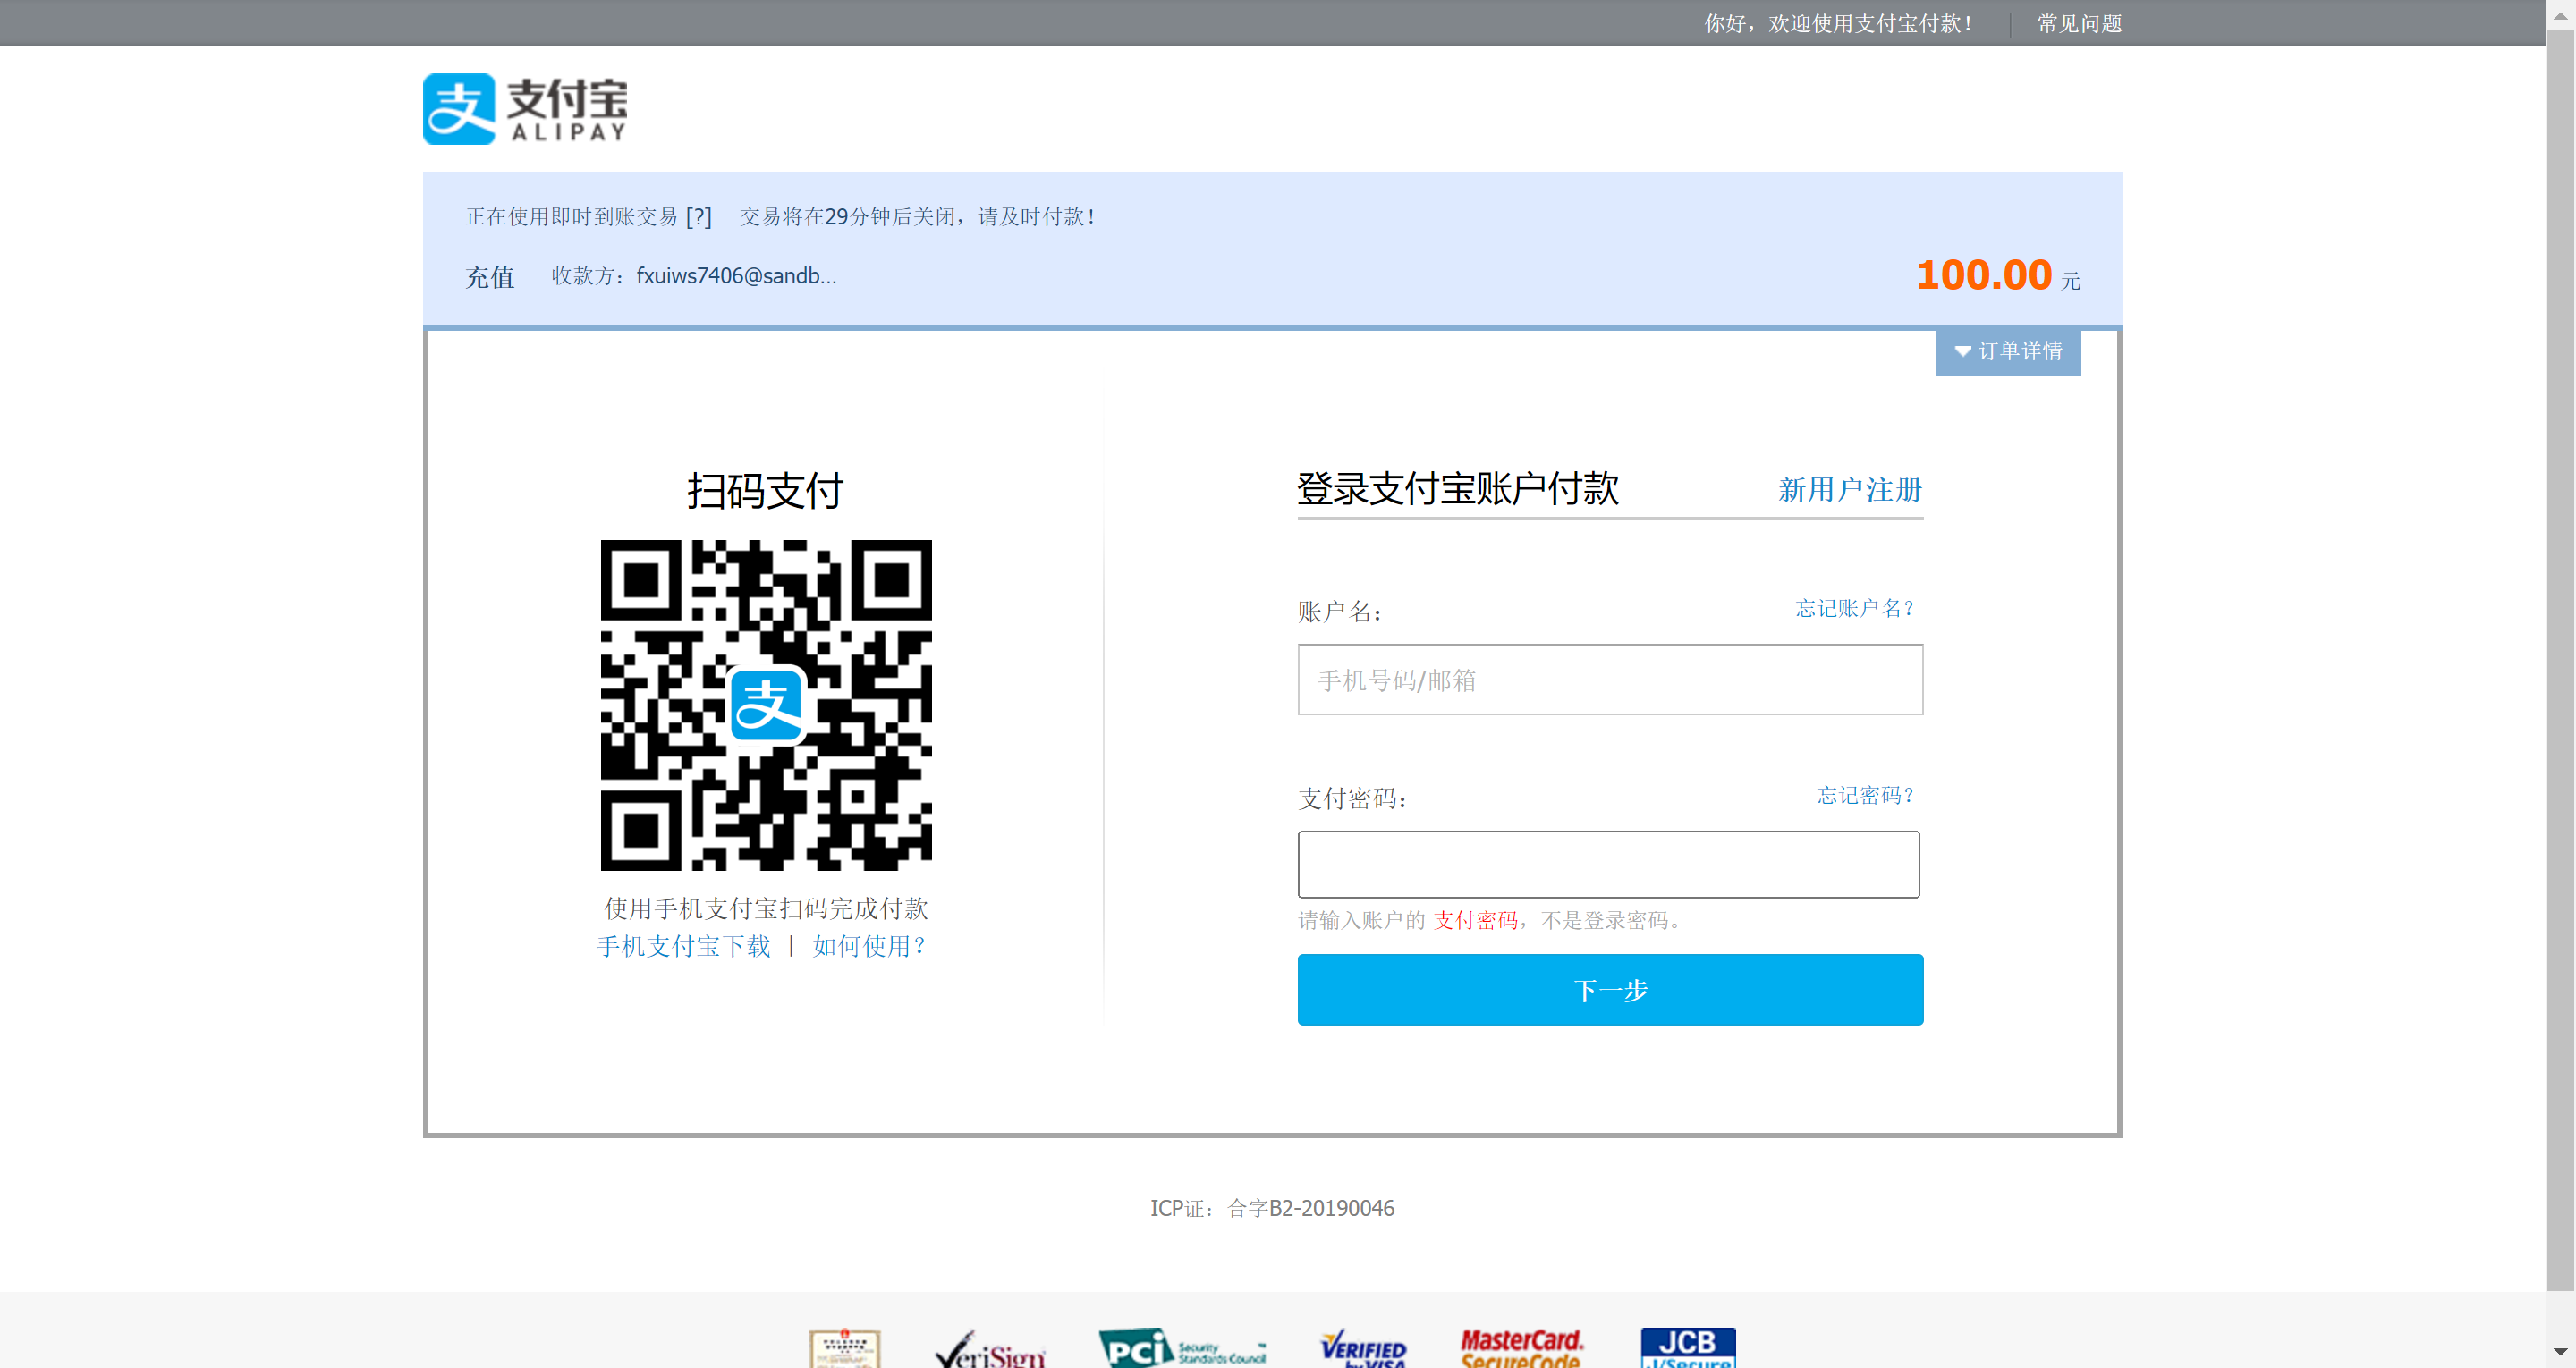 你好，欢迎使用支付宝付款！ 常见问题
支付宝
ALIPAY
正在使用即时到账交易 [?] 交易将在29分钟后关闭，请及时付款！
充值 收款方：fxuiws7406@sandb... 100.00 元
订单详情
扫码支付
支
使用手机支付宝扫码完成付款
手机支付宝下载 | 如何使用？
登录支付宝账户付款 新用户注册
账户名： 忘记账户名？
手机号码/邮箱
支付密码： 忘记密码？
请输入账户的 支付密码，不是登录密码。
下一步
ICP证：合字B2-20190046
VeriSign
PCi Security Standards Council
VERIFIED by VISA
MasterCard. SecureCode
JCB J/Secure